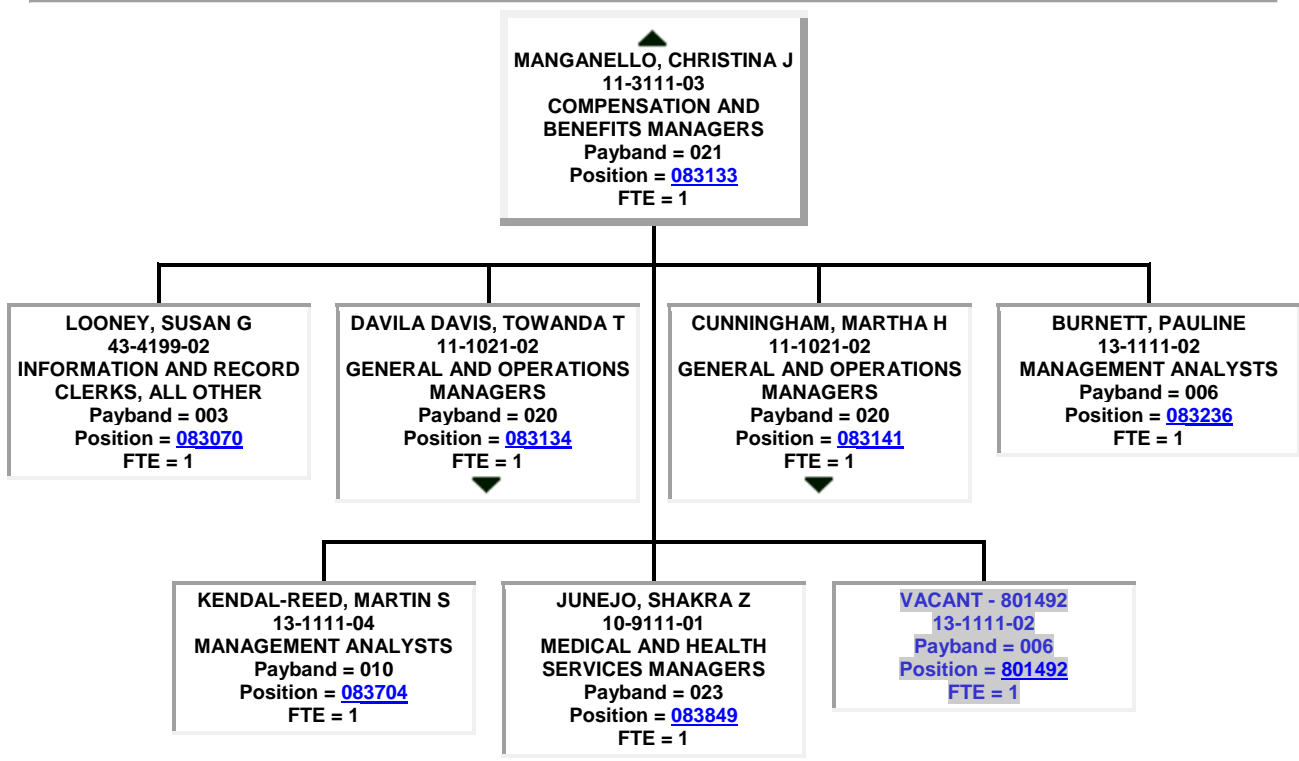 MANGANELLO, CHRISTINA J
11-3111-03
COMPENSATION AND
BENEFITS MANAGERS
Payband = 021
Position = 083133
FTE = 1
LOONEY, SUSAN G
43-4199-02
INFORMATION AND RECORD
CLERKS, ALL OTHER
Payband = 003
Position = 083070
FTE = 1
DAVILA DAVIS, TOWANDA T
11-1021-02
GENERAL AND OPERATIONS
MANAGERS
Payband = 020
Position = 083134
FTE = 1
CUNNINGHAM, MARTHA H
11-1021-02
GENERAL AND OPERATIONS
MANAGERS
Payband = 020
Position = 083141
FTE = 1
BURNETT, PAULINE
13-1111-02
MANAGEMENT ANALYSTS
Payband = 006
Position = 083236
FTE = 1
KENDAL-REED, MARTIN S
13-1111-04
MANAGEMENT ANALYSTS
Payband = 010
Position = 083704
FTE = 1
JUNEJO, SHAKRA Z
10-9111-01
MEDICAL AND HEALTH
SERVICES MANAGERS
Payband = 023
Position = 083849
FTE = 1
VACANT - 801492
13-1111-02
Payband = 006
Position = 801492
FTE = 1